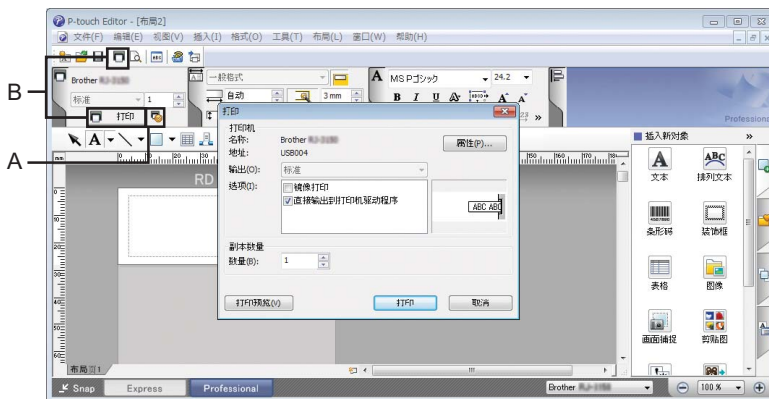 P-touch Editor - [布局2]
文件(F) 编辑(E) 视图(V) 插入(I) 格式(O) 工具(T) 布局(L) 窗口(W) 帮助(H)
B
Brother
一般格式
A MS Pゴシック 24.2
标准 1
自动 3 mm
B I U
打印
Professional
A
打印
打印机
名称: Brother
属性(P)...
地址: USB004
输出(O): 标准
选项(I): 镜像打印
直接输出到打印机驱动程序
ABC ABC
副本数量
数量(B): 1
打印预览(V) 打印 取消
RD
插入新对象
A 文本
ABC 排列文本
条形码 装饰框
表格 图像
画面捕捉 剪贴图
布局页1
Snap Express Professional
Brother
100 %